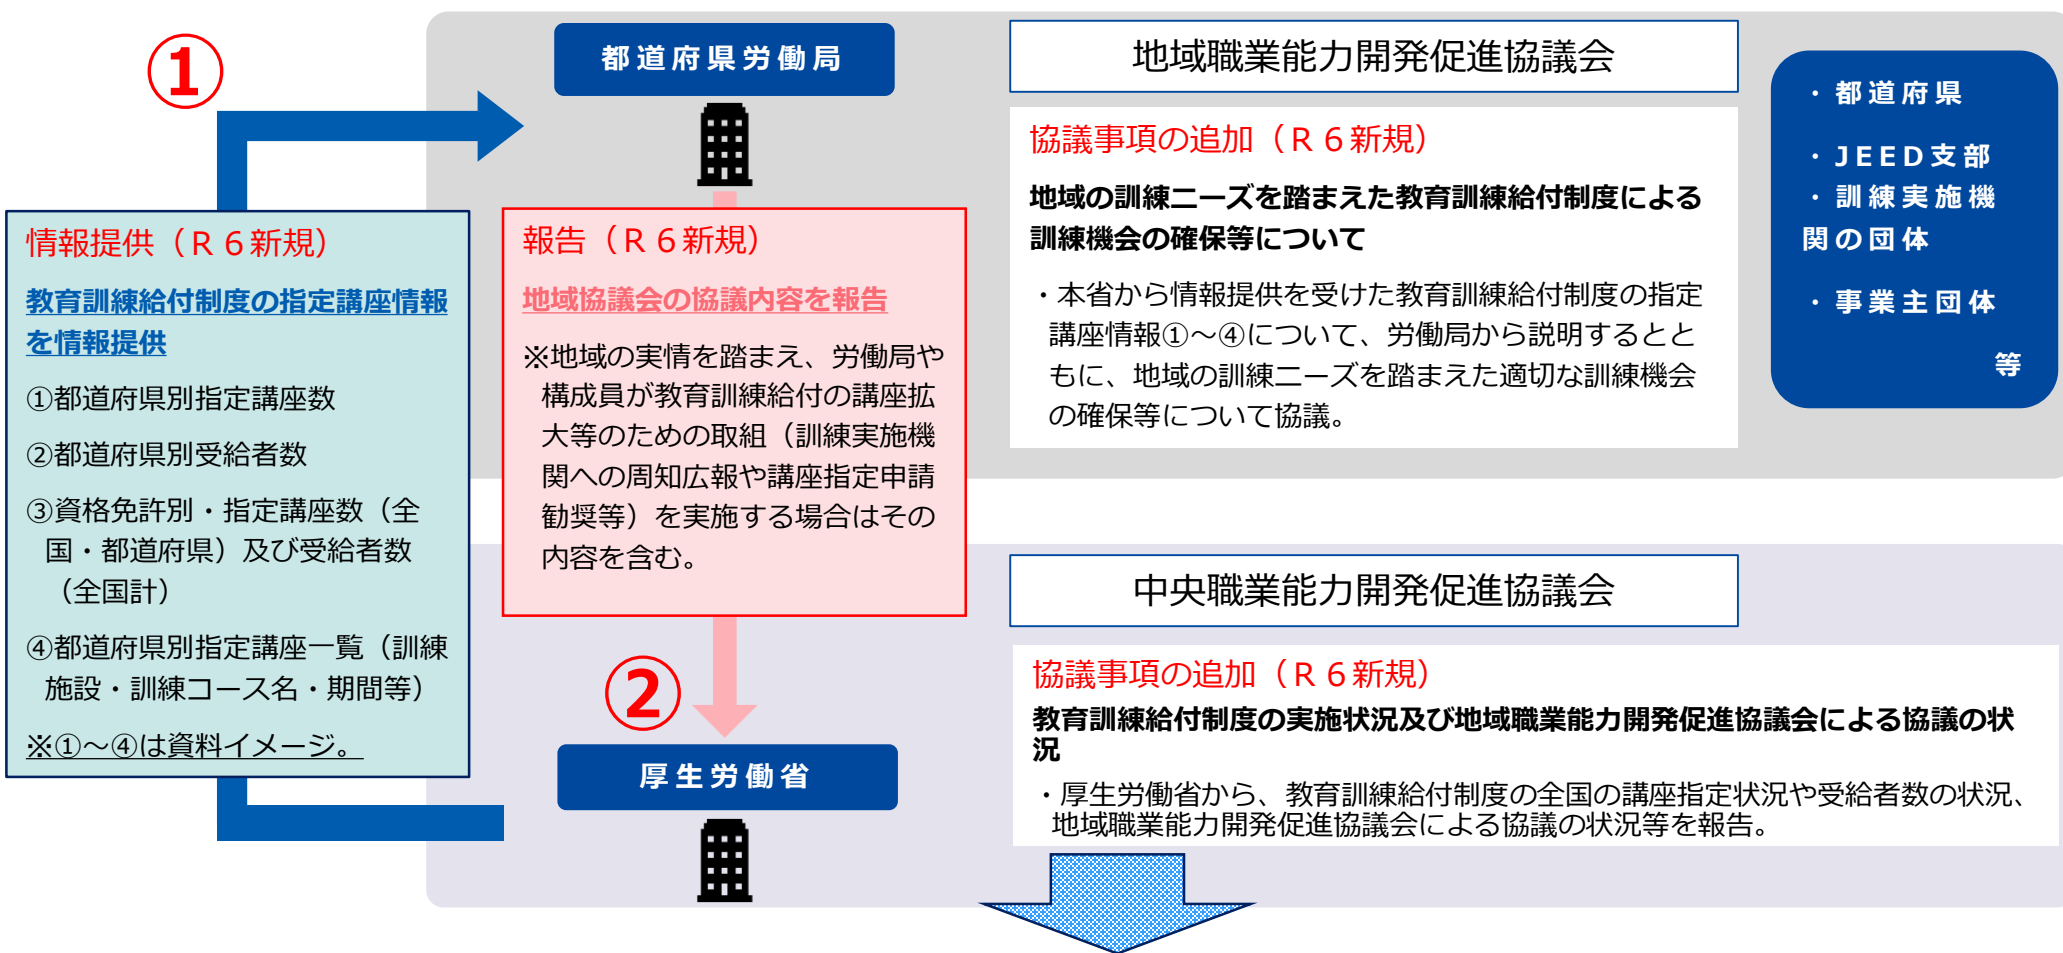 ①
都道府県労働局
地域職業能力開発促進協議会
・都道府県
・JEED支部
・訓練実施機
関の団体
・事業主団体
等
協議事項の追加（Ｒ６新規）
地域の訓練ニーズを踏まえた教育訓練給付制度による
訓練機会の確保等について
・本省から情報提供を受けた教育訓練給付制度の指定
講座情報①～④について、労働局から説明するとと
もに、地域の訓練ニーズを踏まえた適切な訓練機会
の確保等について協議。
情報提供（Ｒ６新規）
教育訓練給付制度の指定講座情報
を情報提供
①都道府県別指定講座数
②都道府県別受給者数
③資格免許別・指定講座数（全
国・都道府県）及び受給者数
（全国計）
④都道府県別指定講座一覧（訓練
施設・訓練コース名・期間等）
※①～④は資料イメージ。
報告（Ｒ６新規）
地域協議会の協議内容を報告
※地域の実情を踏まえ、労働局や
構成員が教育訓練給付の講座拡
大等のための取組（訓練実施機
関への周知広報や講座指定申請
勧奨等）を実施する場合はその
内容を含む。
②
厚生労働省
中央職業能力開発促進協議会
協議事項の追加（Ｒ６新規）
教育訓練給付制度の実施状況及び地域職業能力開発促進協議会による協議の状
況
・厚生労働省から、教育訓練給付制度の全国の講座指定状況や受給者数の状況、
地域職業能力開発促進協議会による協議の状況等を報告。